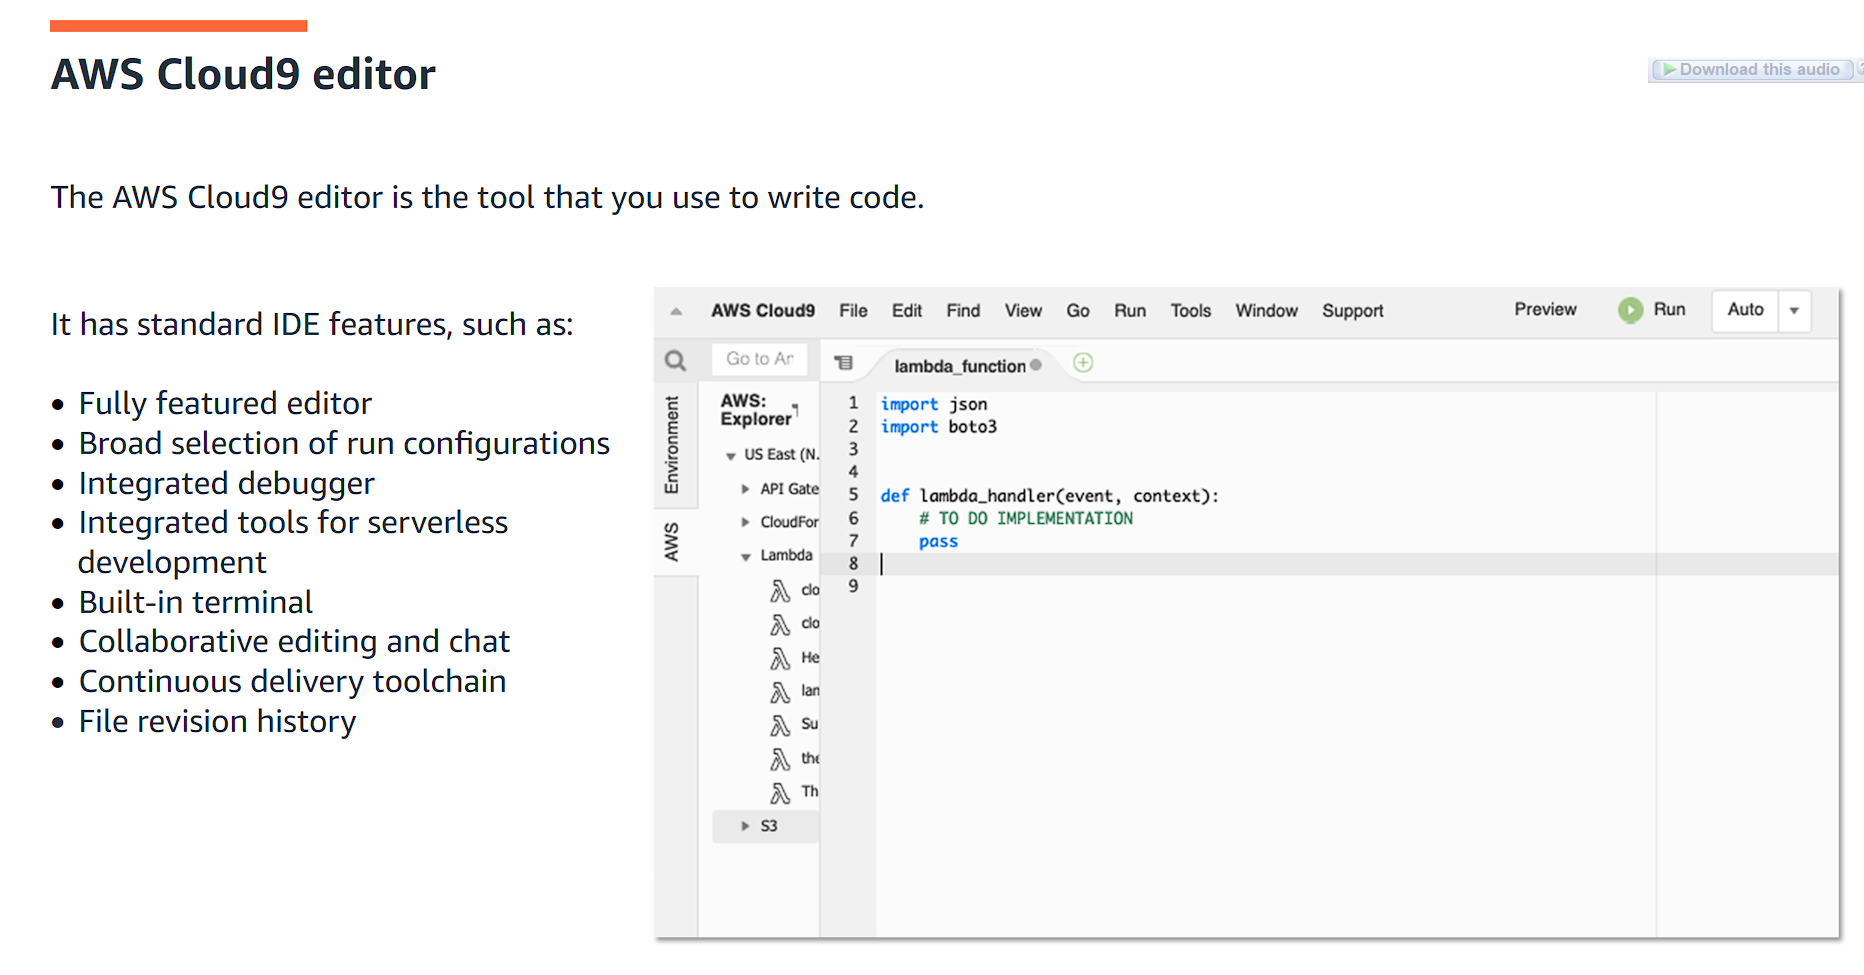 AWS Cloud9 editor
Download this audio
The AWS Cloud9 editor is the tool that you use to write code.
It has standard IDE features, such as:
• Fully featured editor
• Broad selection of run configurations
• Integrated debugger
• Integrated tools for serverless
development
• Built-in terminal
• Collaborative editing and chat
• Continuous delivery toolchain
• File revision history
AWS Cloud9 File Edit Find View Go Run Tools Window Support Preview Run Auto
Go to An
lambda_function
Environment
AWS
AWS:
Explorer
US East (N.
API Gate
CloudFor
Lambda
clo
clo
He
lan
Su
the
Th
S3
1 import json
2 import boto3
3
4
5 def lambda_handler(event, context):
6 # TO DO IMPLEMENTATION
7 pass
8
9